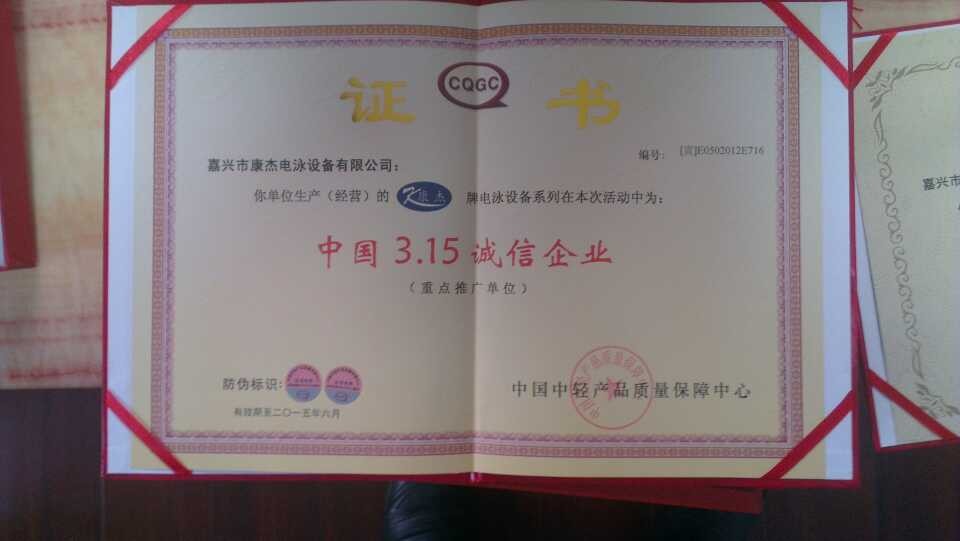 证 CQGC 书
编号: [宣]E0502012E716
嘉兴市康杰电泳设备有限公司:
你单位生产(经营)的 康杰 牌电泳设备系列在本次活动中为:
中国 3.15 诚信企业
(重点推广单位)
防伪标识:
中国中轻产品质量保障中心
有效期至二〇一五年六月
嘉兴市